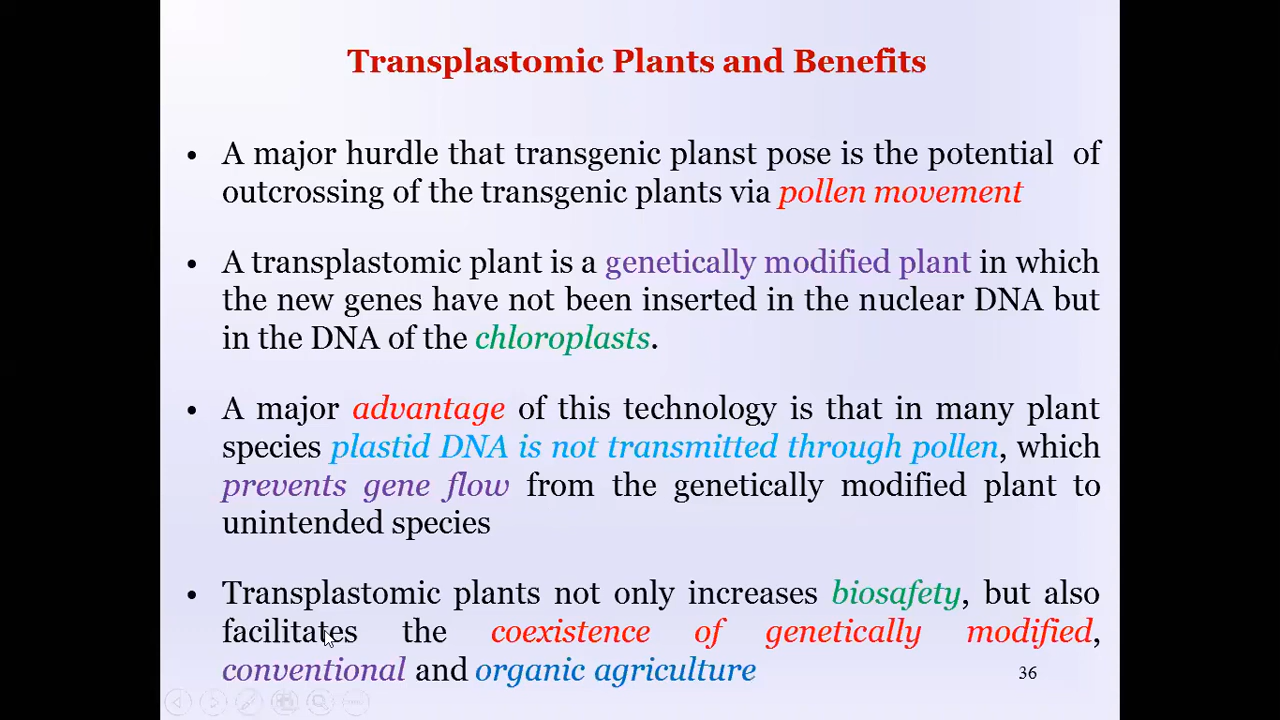 Transplastomic Plants and Benefits
• A major hurdle that transgenic planst pose is the potential of
outcrossing of the transgenic plants via pollen movement
• A transplastomic plant is a genetically modified plant in which
the new genes have not been inserted in the nuclear DNA but
in the DNA of the chloroplasts.
• A major advantage of this technology is that in many plant
species plastid DNA is not transmitted through pollen, which
prevents gene flow from the genetically modified plant to
unintended species
• Transplastomic plants not only increases biosafety, but also
facilitates the coexistence of genetically modified,
conventional and organic agriculture
36